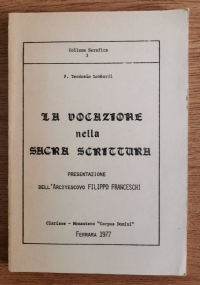 Collana Serafica
3
P. Teodosio Lombardi
LA VOCAZIONE
nella
SACRA SCRITTURA
PRESENTAZIONE
DELL'ARCIVESCOVO FILIPPO FRANCESCHI
Clarisse - Monastero "Corpus Domini"
FERRARA 1977